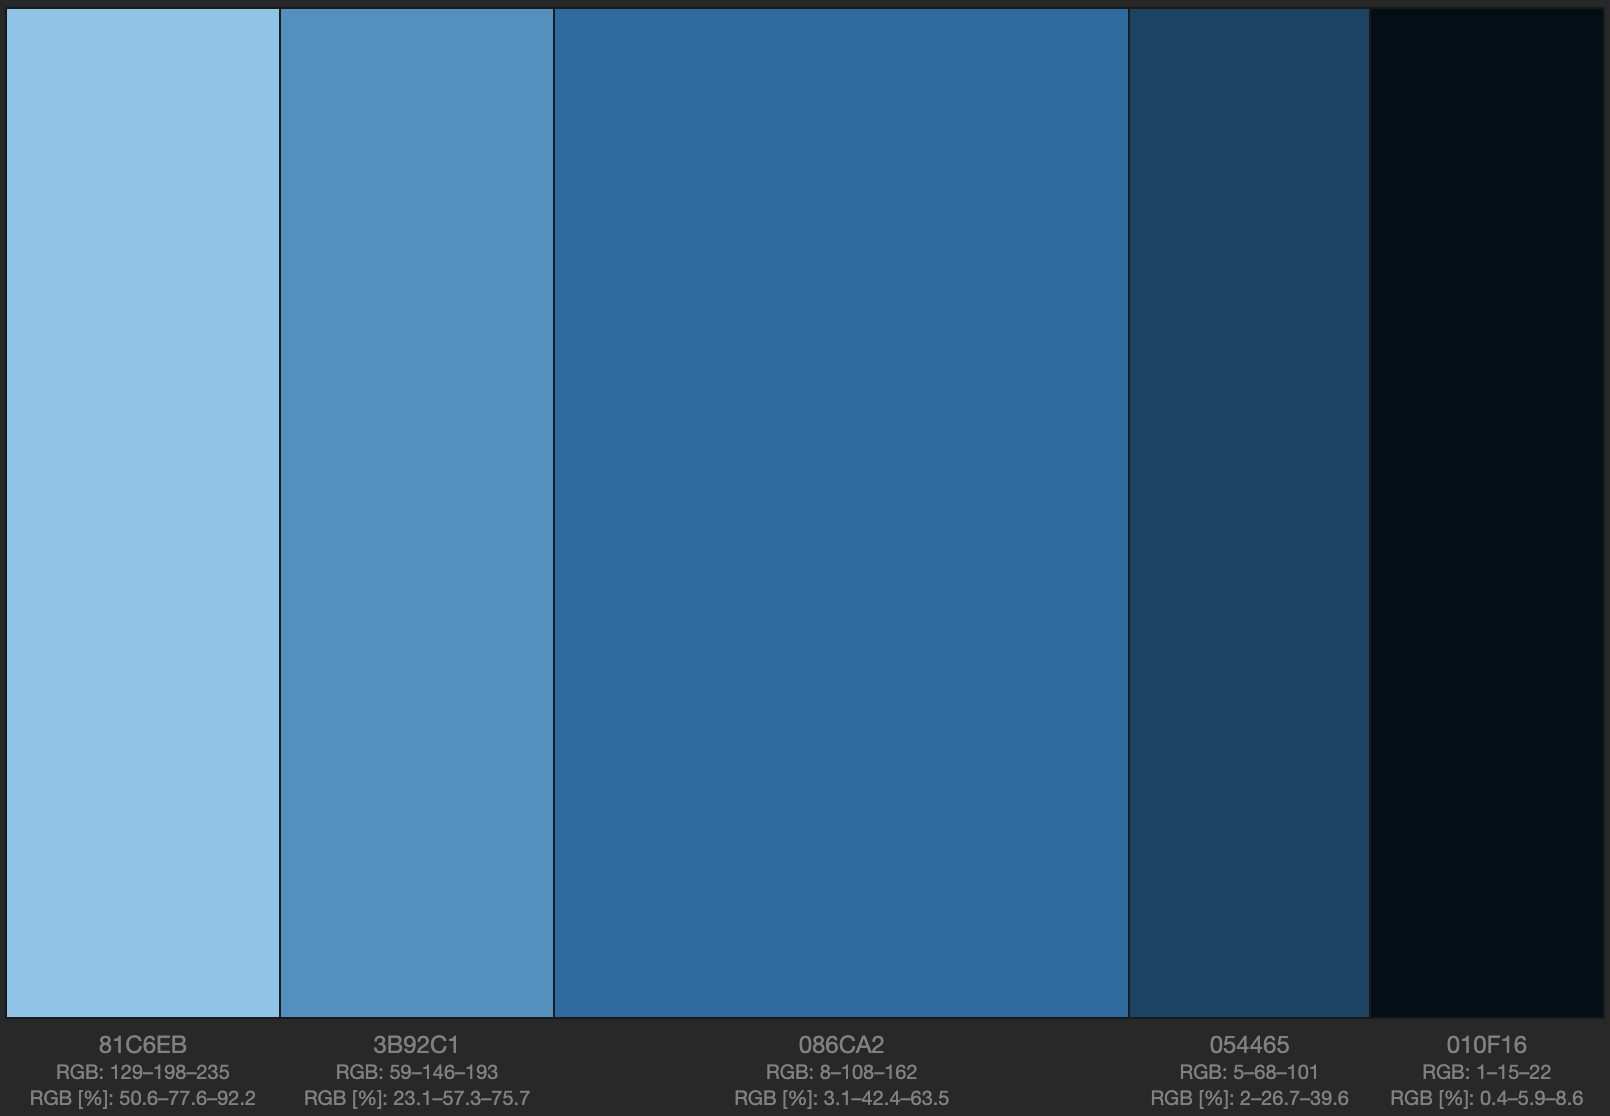 81C6EB
RGB: 129–198–235
RGB [%]: 50.6–77.6–92.2
3B92C1
RGB: 59–146–193
RGB [%]: 23.1–57.3–75.7
086CA2
RGB: 8–108–162
RGB [%]: 3.1–42.4–63.5
054465
RGB: 5–68–101
RGB [%]: 2–26.7–39.6
010F16
RGB: 1–15–22
RGB [%]: 0.4–5.9–8.6